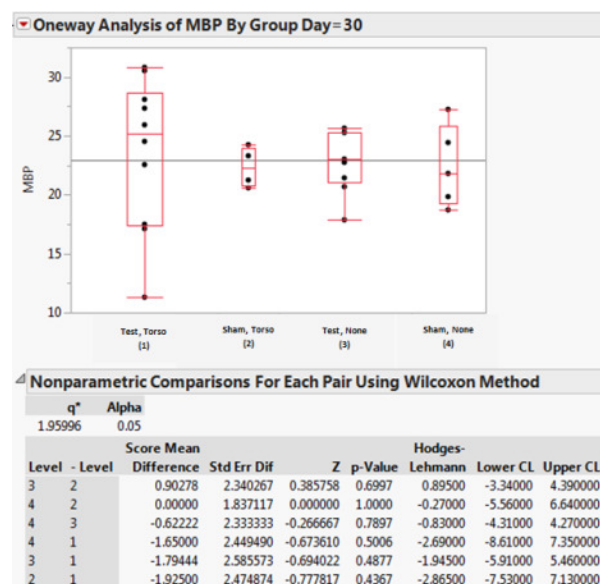 Oneway Analysis of MBP By Group Day=30
30
25
20
15
10
MBP
Test, Torso Sham, Torso Test, None Sham, None
(1) (2) (3) (4)
Nonparametric Comparisons For Each Pair Using Wilcoxon Method
q* Alpha
1.95996 0.05
Score Mean Hodges-
Level - Level Difference Std Err Dif Z p-Value Lehmann Lower CL Upper CL
3 2 0.90278 2.340267 0.385758 0.6997 0.89500 -3.34000 4.390000
4 2 0.00000 1.837117 0.000000 1.0000 -0.27000 -5.56000 6.640000
4 3 -0.62222 2.333333 -0.266667 0.7897 -0.83000 -4.31000 4.270000
4 1 -1.65000 2.449490 -0.673610 0.5006 -2.69000 -8.61000 7.350000
3 1 -1.79444 2.585573 -0.694022 0.4877 -1.94500 -5.91000 5.460000
2 1 -1.92500 2.474874 -0.777817 0.4367 -2.86500 -7.53000 7.130000